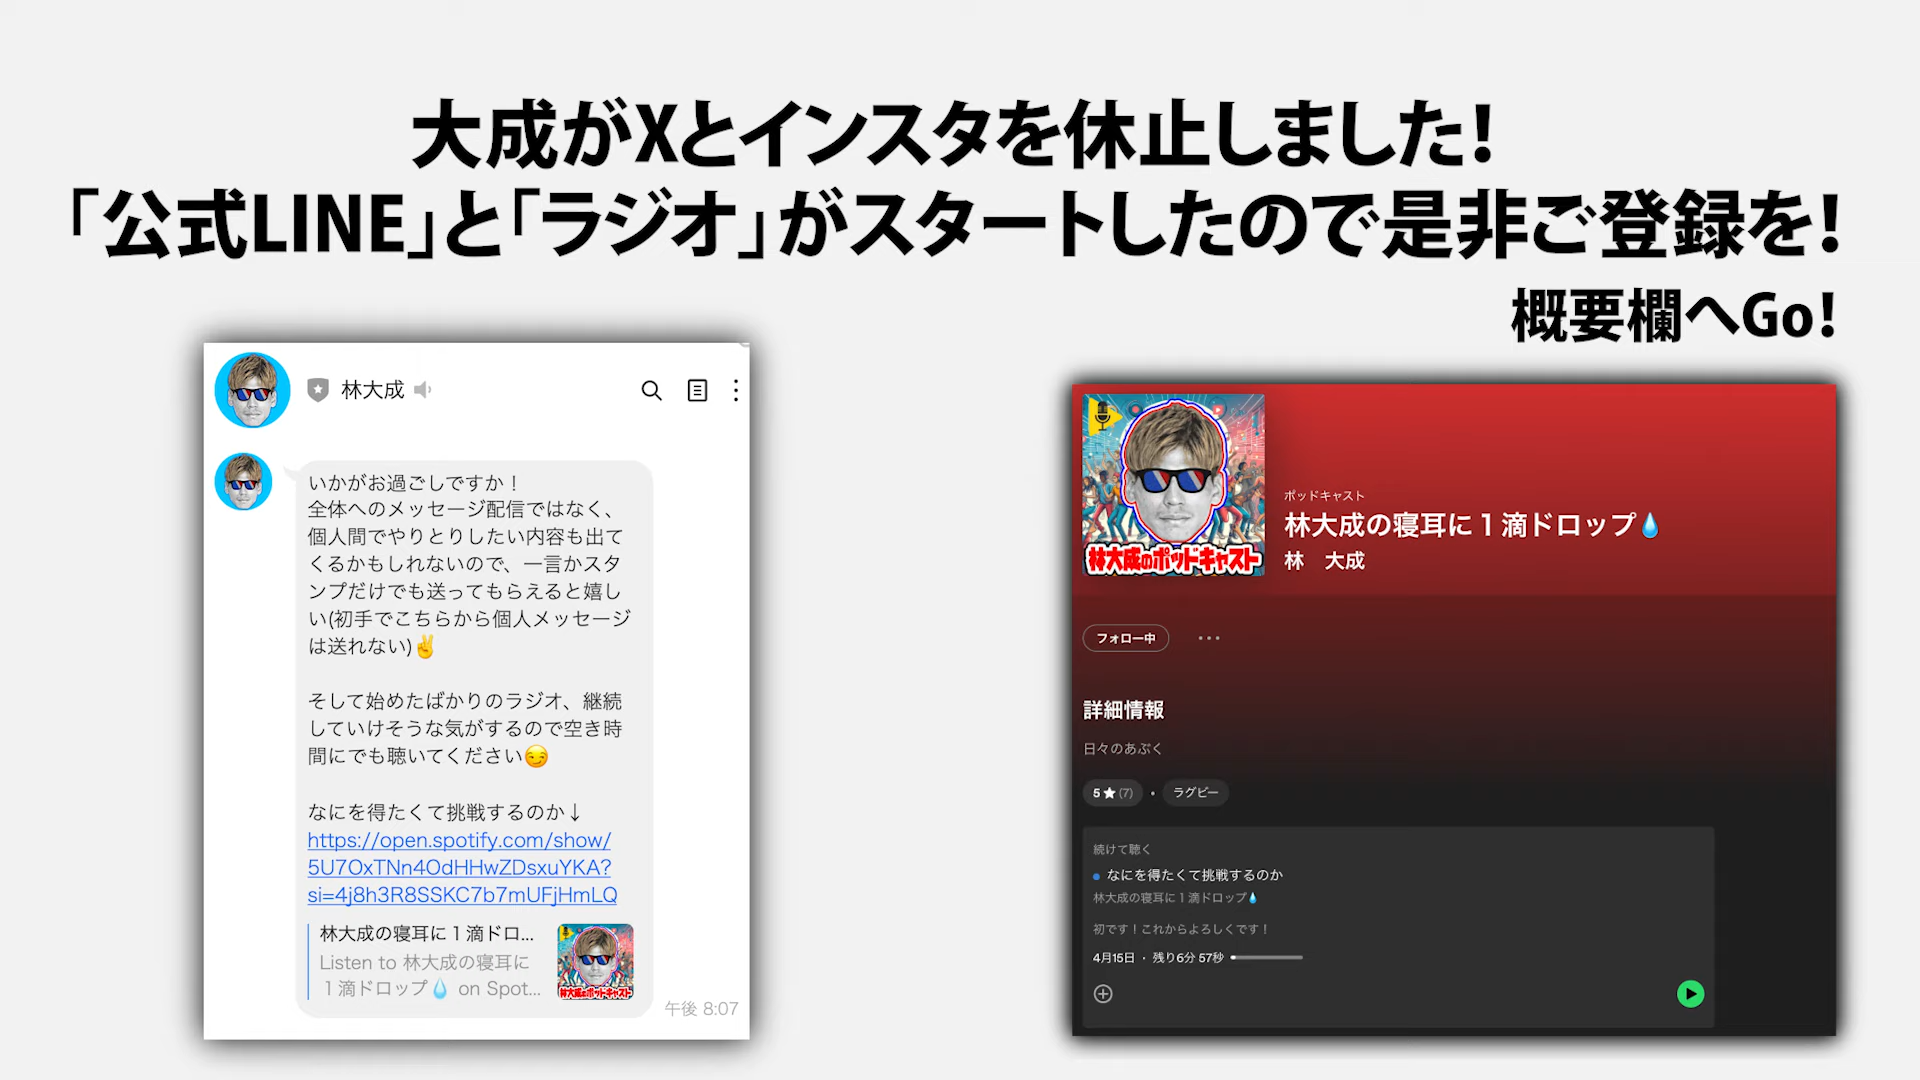 大成がXとインスタを休止しました!
「公式LINE」と「ラジオ」がスタートしたので是非ご登録を!
概要欄へGo!
林大成
いかがお過ごしですか！
全体へのメッセージ配信ではなく、
個人間でやりとりしたい内容も出て
くるかもしれないので、一言かスタ
ンプだけでも送ってもらえると嬉し
い(初手でこちらから個人メッセージ
は送れない)✌️
そして始めたばかりのラジオ、継続
していけそうな気がするので空き時
間にでも聴いてください😏
なにを得たくて挑戦するのか↓
https://open.spotify.com/show/
5U7OxTNn4OdHHwZDsxuYKA?
si=4j8h3R8SSKC7b7mUFjHmLQ
林大成の寝耳に１滴ドロ...
Listen to 林大成の寝耳に
１滴ドロップ💧 on Spot...
林大成のポッドキャスト
午後 8:07
林大成のポッドキャスト
ポッドキャスト
林大成の寝耳に１滴ドロップ💧
林　大成
フォロー中
詳細情報
日々のあぶく
5★(7) • ラグビー
続けて聴く
なにを得たくて挑戦するのか
林大成の寝耳に１滴ドロップ💧
初です！これからよろしくです！
4月15日・残り6分 57秒